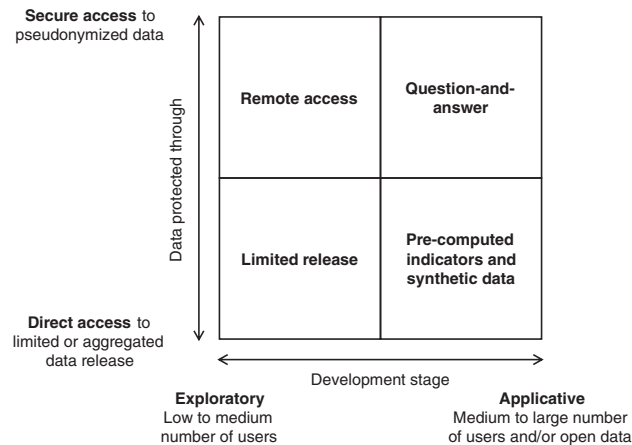 Secure access to
pseudonymized data
Data protected through
Remote access
Question-and-
answer
Limited release
Pre-computed
indicators and
synthetic data
Direct access to
limited or aggregated
data release
Development stage
Exploratory
Low to medium
number of users
Applicative
Medium to large number
of users and/or open data